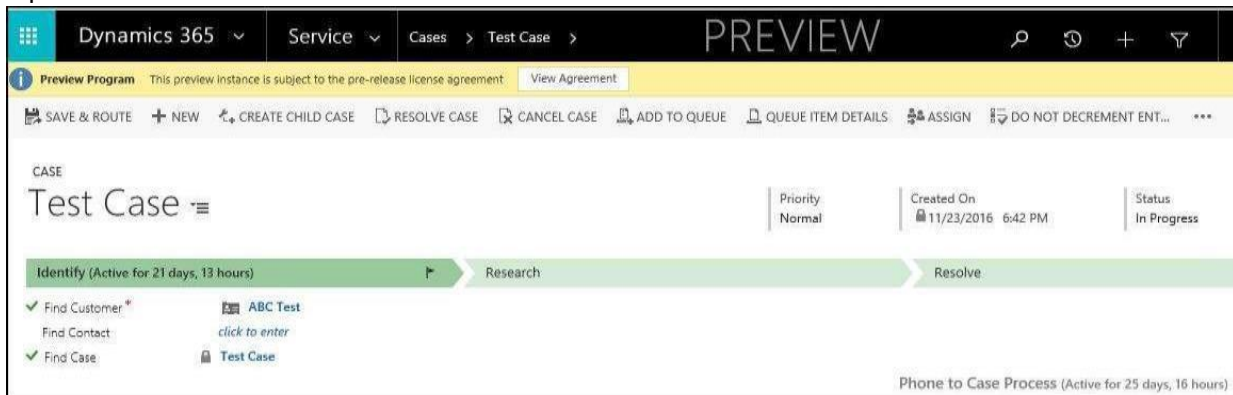 Dynamics 365 Service Cases > Test Case > PREVIEW
Preview Program This preview instance is subject to the pre-release license agreement View Agreement
SAVE & ROUTE + NEW CREATE CHILD CASE RESOLVE CASE CANCEL CASE ADD TO QUEUE QUEUE ITEM DETAILS ASSIGN DO NOT DECREMENT ENT... •••
CASE
Test Case
Priority Created On Status
Normal 11/23/2016 6:42 PM In Progress
Identify (Active for 21 days, 13 hours) Research Resolve
Find Customer * ABC Test
Find Contact click to enter
Find Case Test Case
Phone to Case Process (Active for 25 days, 16 hours)